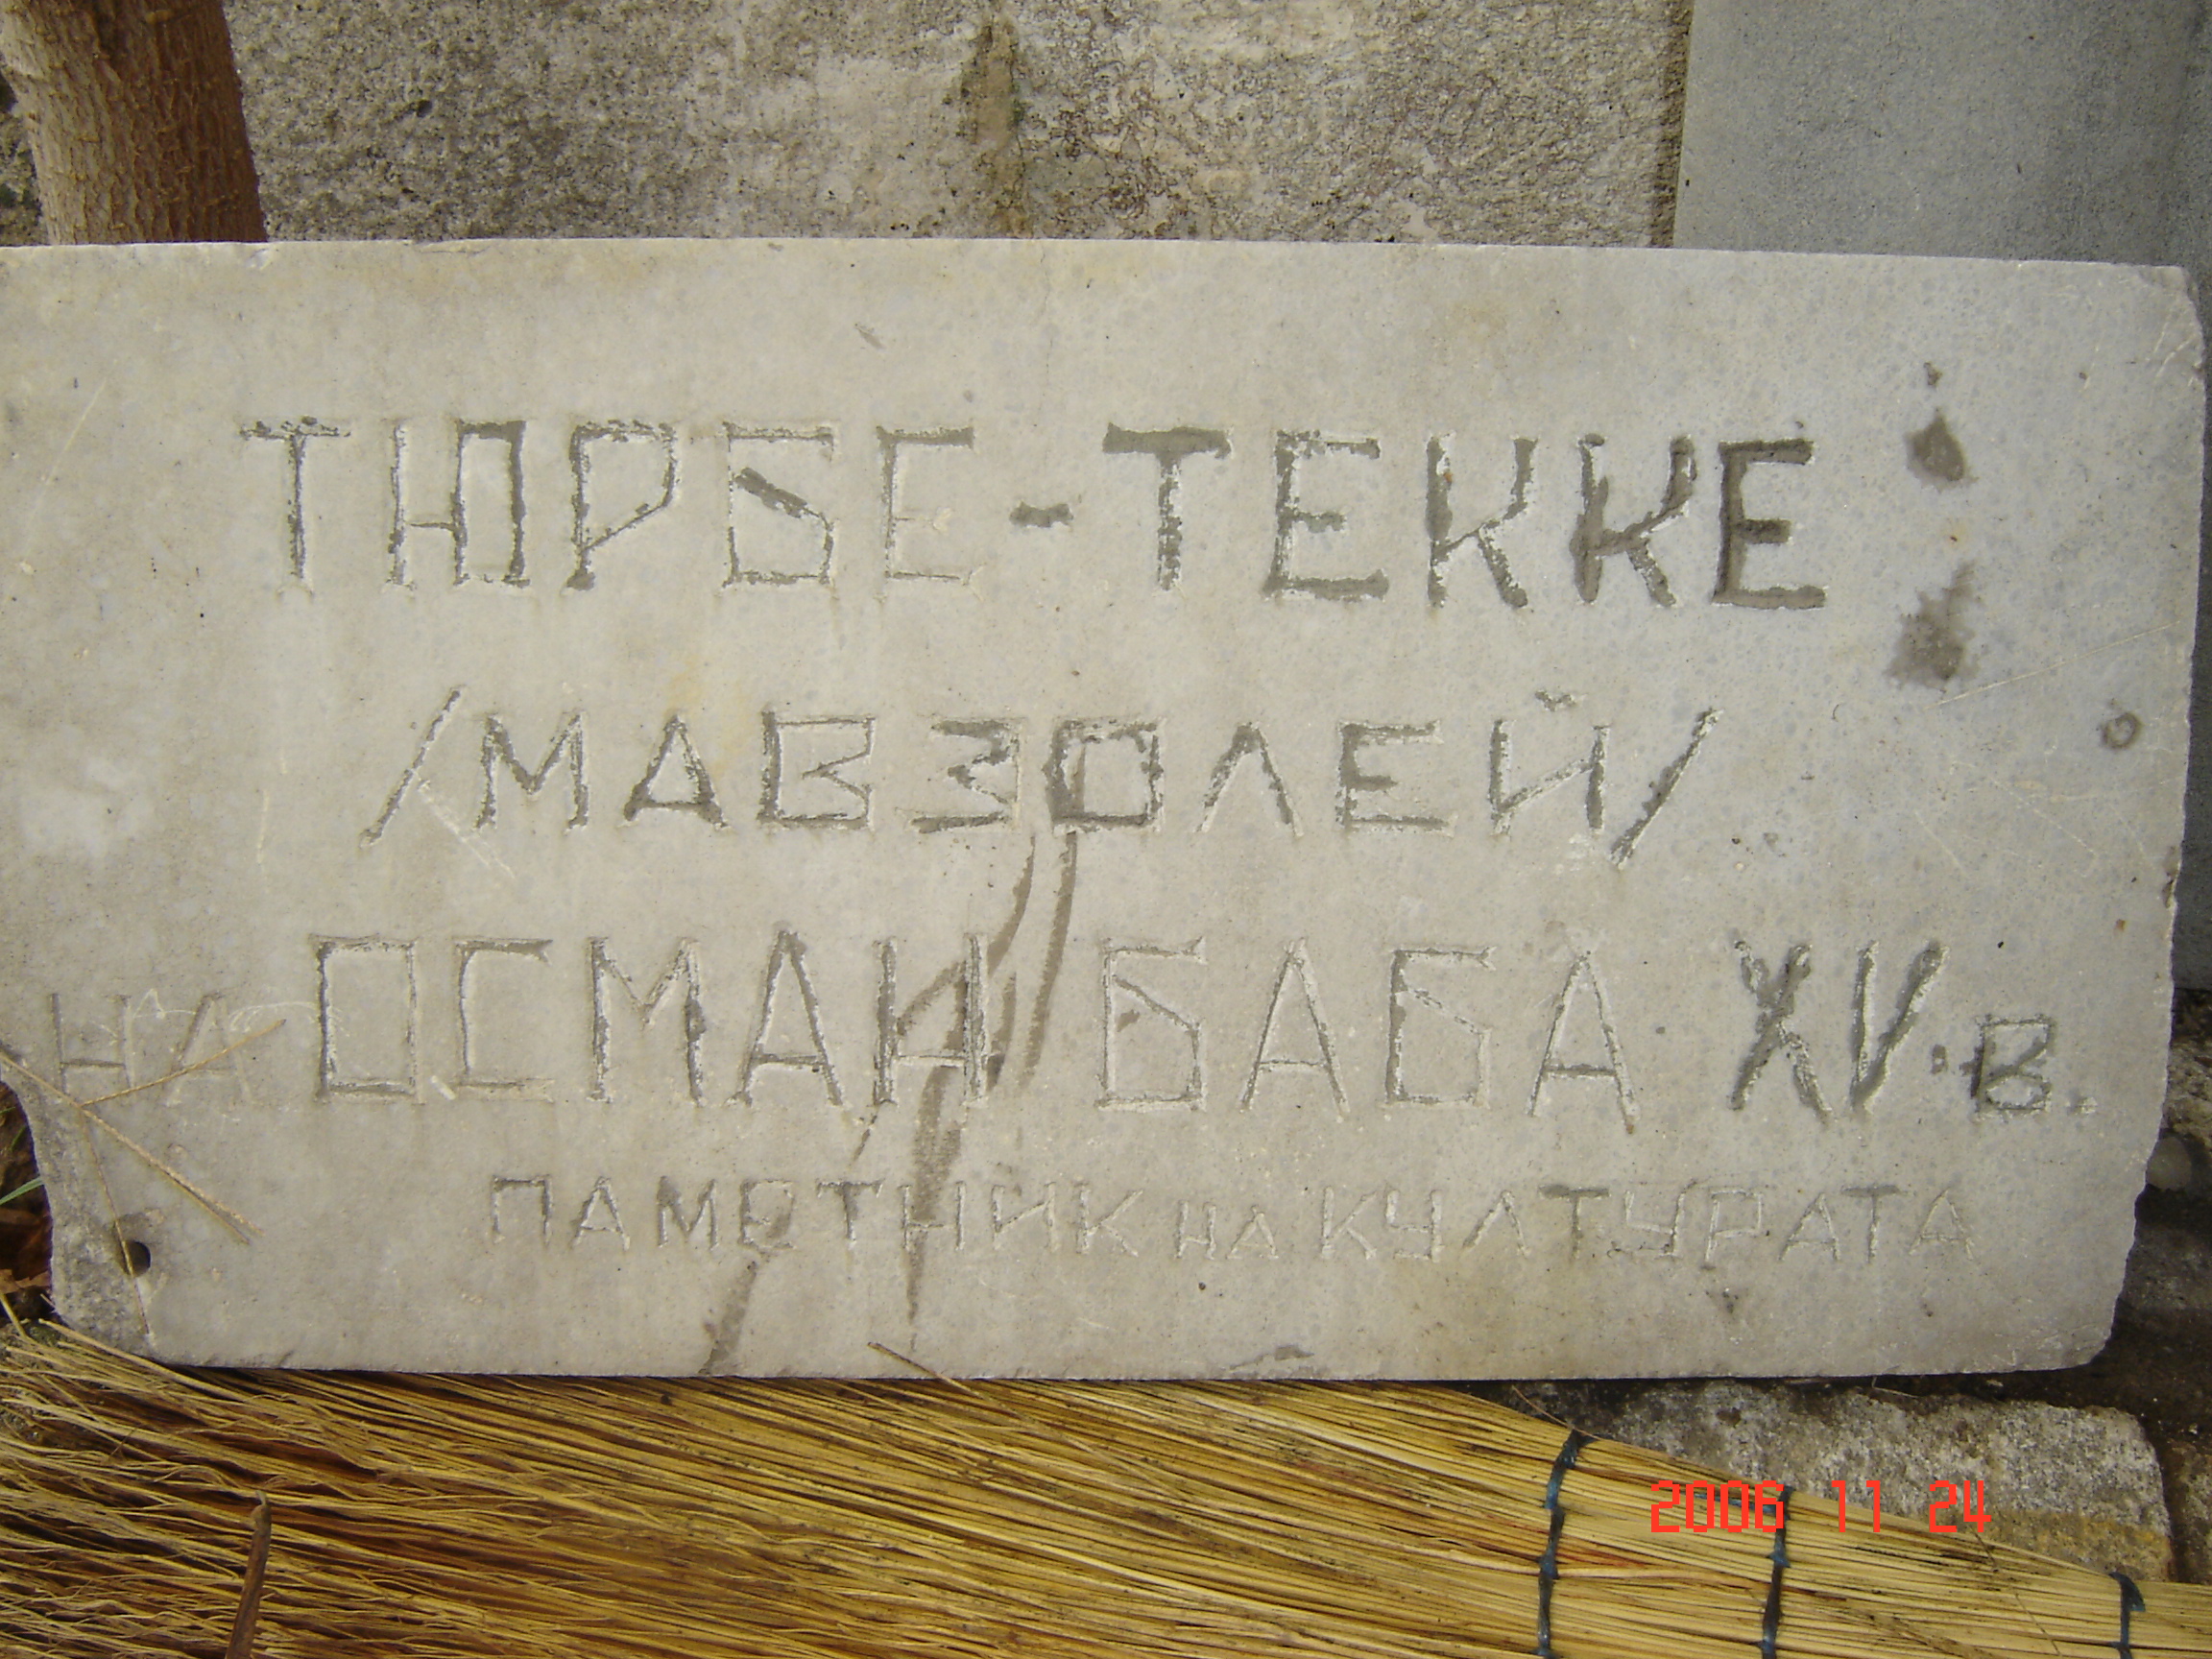 ТЮРБЕ-ТЕККЕ
/МАВЗОЛЕЙ/
НА ОСМАН БАБА XV.В.
ПАМЕТНИК НА КУЛТУРАТА
2006 11 24